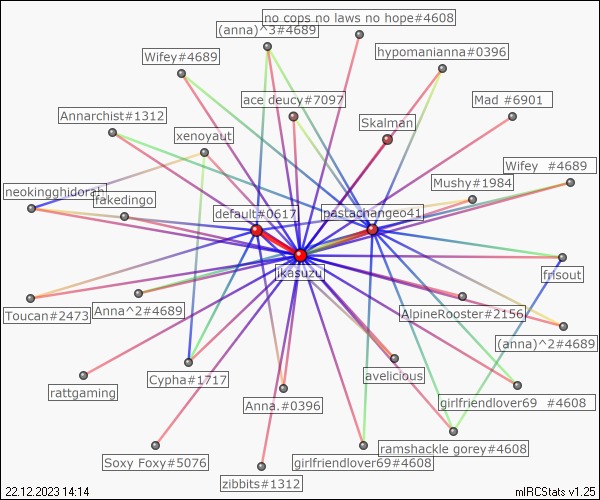 no cops no laws no hope#4608
(anna)^3#4689
Wifey#4689
hypomanianna#0396
ace deucy#7097
Mad #6901
Annarchist#1312
Skalman
xenoyaut
Wifey #4689
Mushy#1984
neokingghidorah
fakedingo
default#0617
pastachangeo41
jkasuzu
frisout
Toucan#2473
Anna^2#4689
AlpineRooster#2156
(anna)^2#4689
avelicious
Cypha#1717
rattgaming
Anna.#0396
girlfriendlover69 #4608
ramshackle gorey#4608
Soxy Foxy#5076
girlfriendlover69#4608
zibbits#1312
22.12.2023 14:14
mIRCStats v1.25